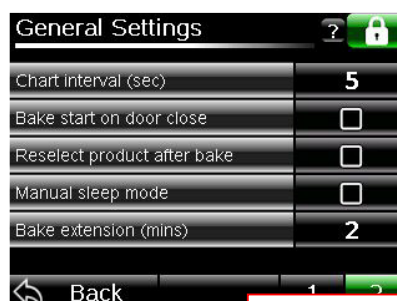 General Settings ?
Chart interval (sec) 5
Bake start on door close
Reselect product after bake
Manual sleep mode
Bake extension (mins) 2
Back 1 2